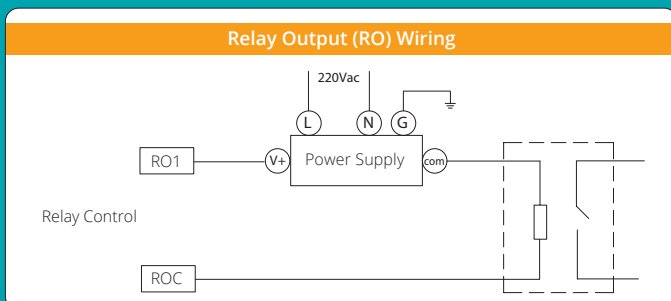 Relay Output (RO) Wiring
220Vac
L N G
RO1 V+ Power Supply com
Relay Control
ROC